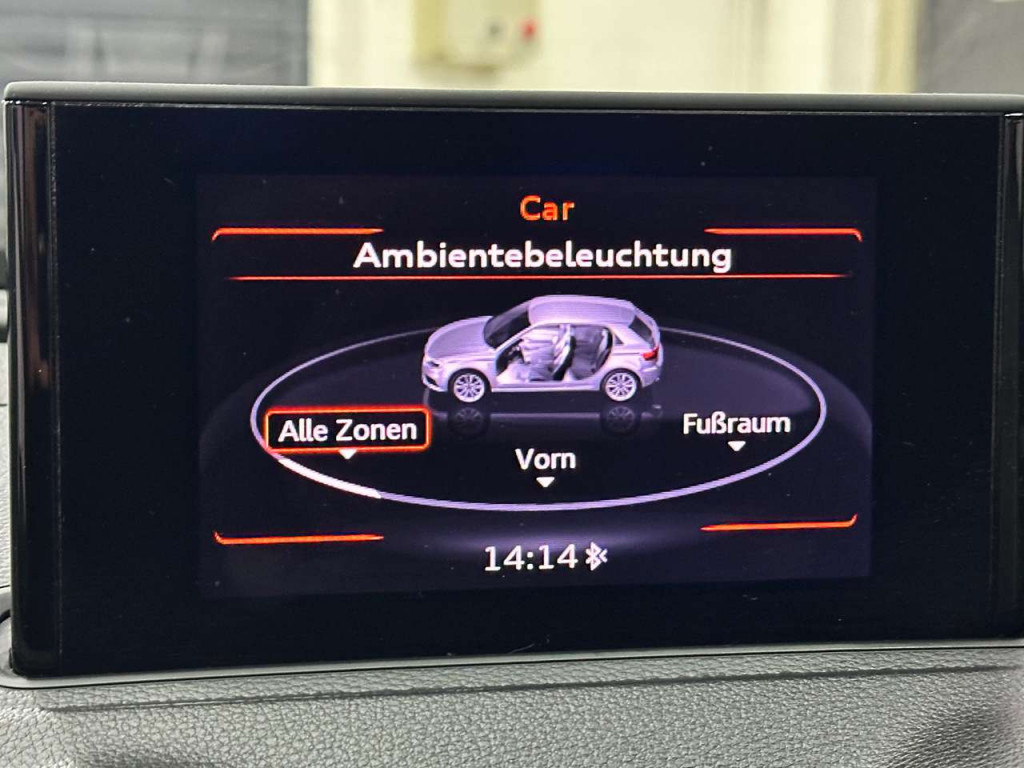 Car
Ambientebeleuchtung
Alle Zonen
Vorn
Fußraum
14:14